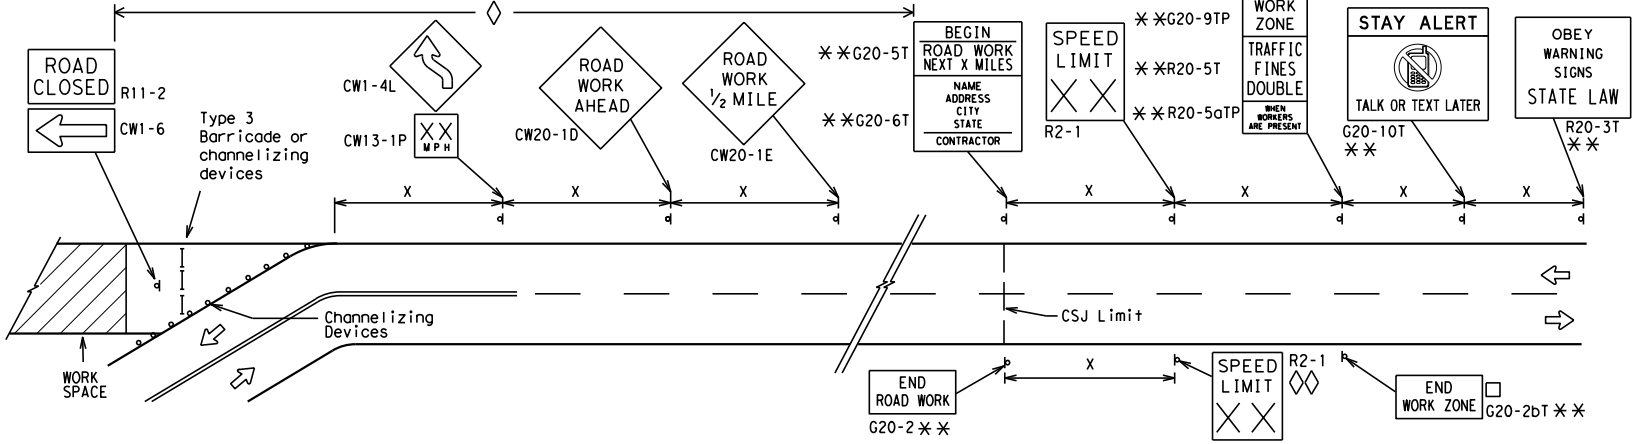 ROAD
CLOSED
R11-2
CW1-6
Type 3
Barricade or
channelizing
devices
CW1-4L
CW13-1P
XX
MPH
ROAD
WORK
AHEAD
CW20-1D
ROAD
WORK
1/2 MILE
CW20-1E
**G20-5T
**G20-6T
BEGIN
ROAD WORK
NEXT X MILES
NAME
ADDRESS
CITY
STATE
CONTRACTOR
SPEED
LIMIT
XX
R2-1
**G20-9TP
**R20-5T
**R20-5aTP
WORK
ZONE
TRAFFIC
FINES
DOUBLE
WHEN
WORKERS
ARE PRESENT
STAY ALERT
TALK OR TEXT LATER
G20-10T
**
OBEY
WARNING
SIGNS
STATE LAW
R20-3T
**
X
X
X
X
X
X
X
Channelizing
Devices
CSJ Limit
WORK
SPACE
END
ROAD WORK
G20-2 **
X
SPEED
LIMIT
XX
R2-1
END
WORK ZONE
G20-2bT **